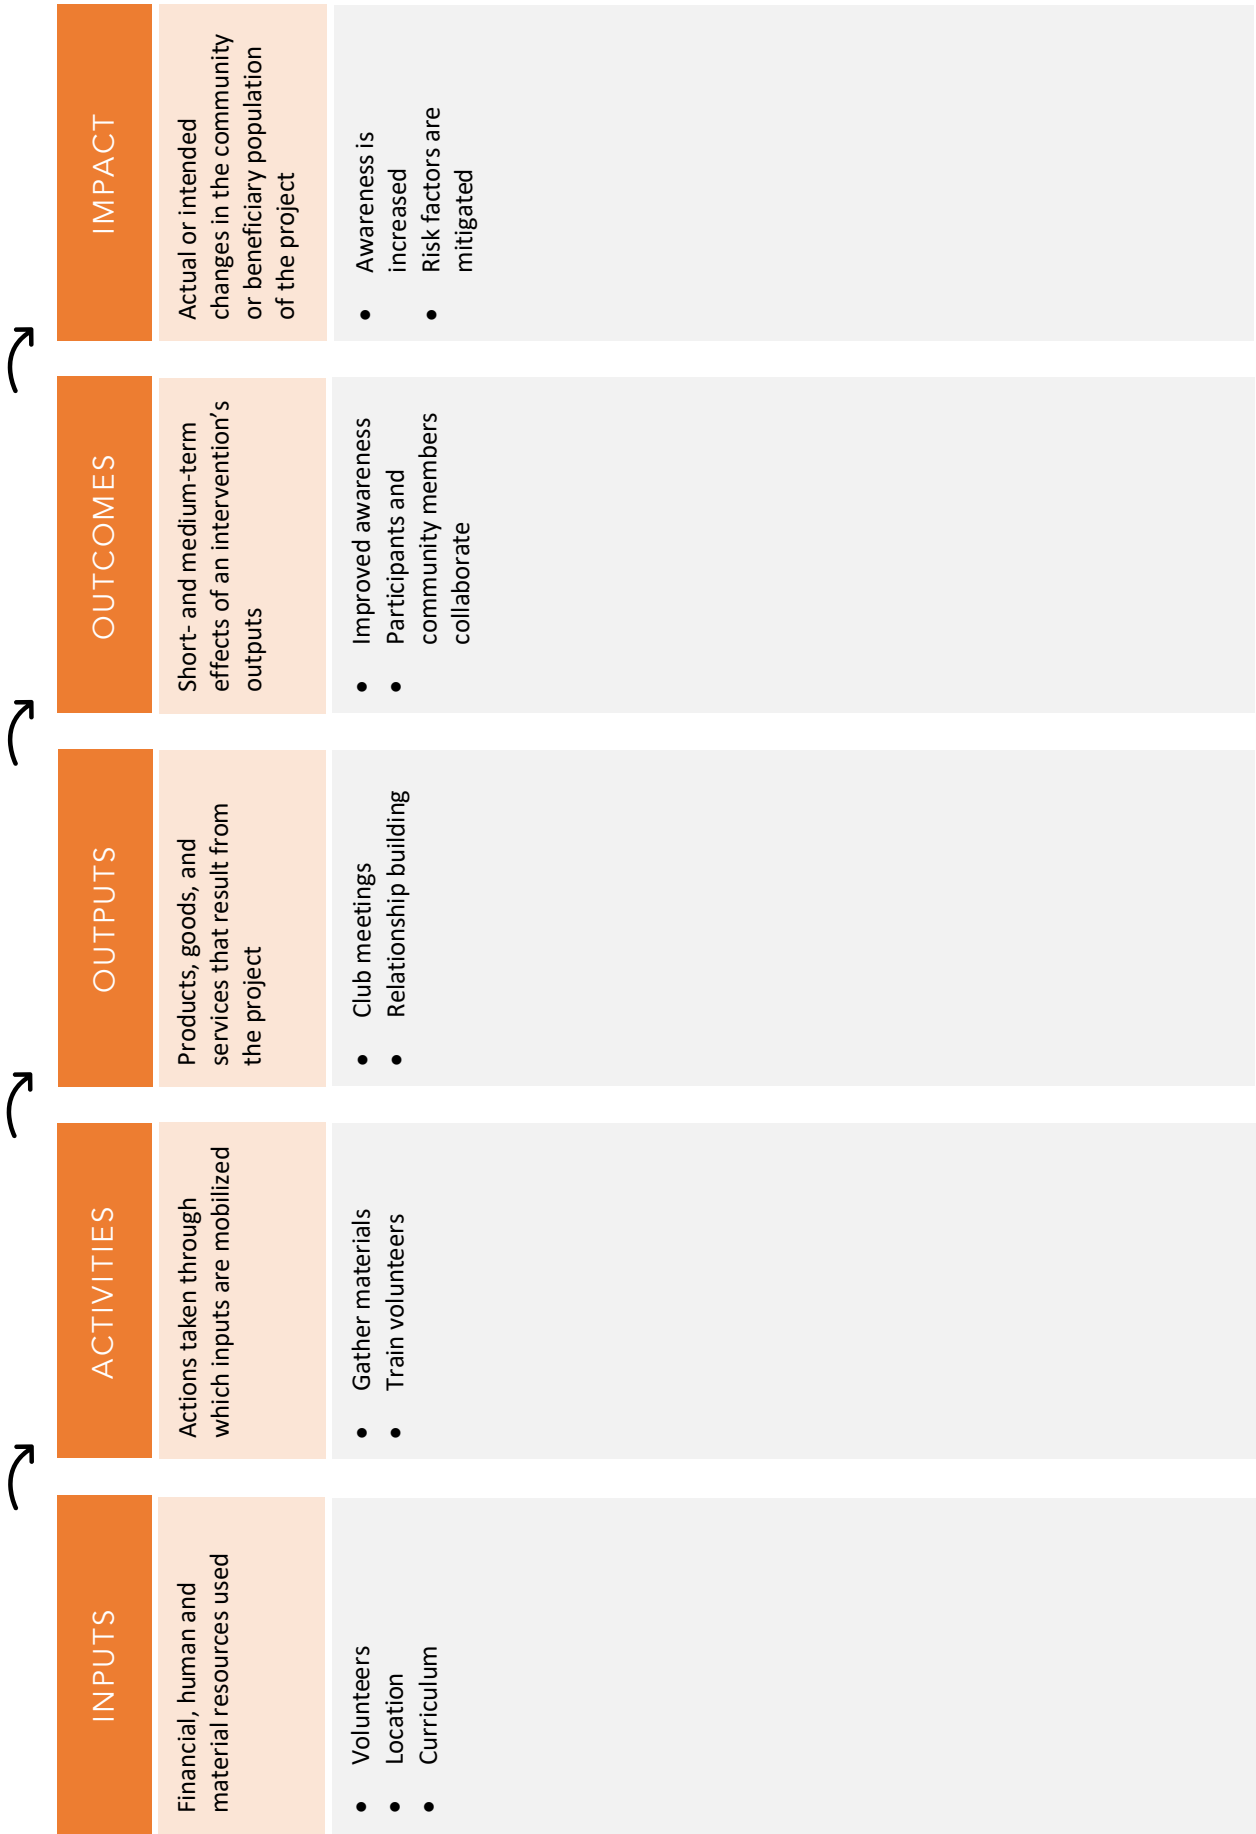 INPUTS
Financial, human and
material resources used
• Volunteers
• Location
• Curriculum
ACTIVITIES
Actions taken through
which inputs are mobilized
• Gather materials
• Train volunteers
OUTPUTS
Products, goods, and
services that result from
the project
• Club meetings
• Relationship building
OUTCOMES
Short- and medium-term
effects of an intervention’s
outputs
• Improved awareness
• Participants and
community members
collaborate
IMPACT
Actual or intended
changes in the community
or beneficiary population
of the project
• Awareness is
increased
• Risk factors are
mitigated